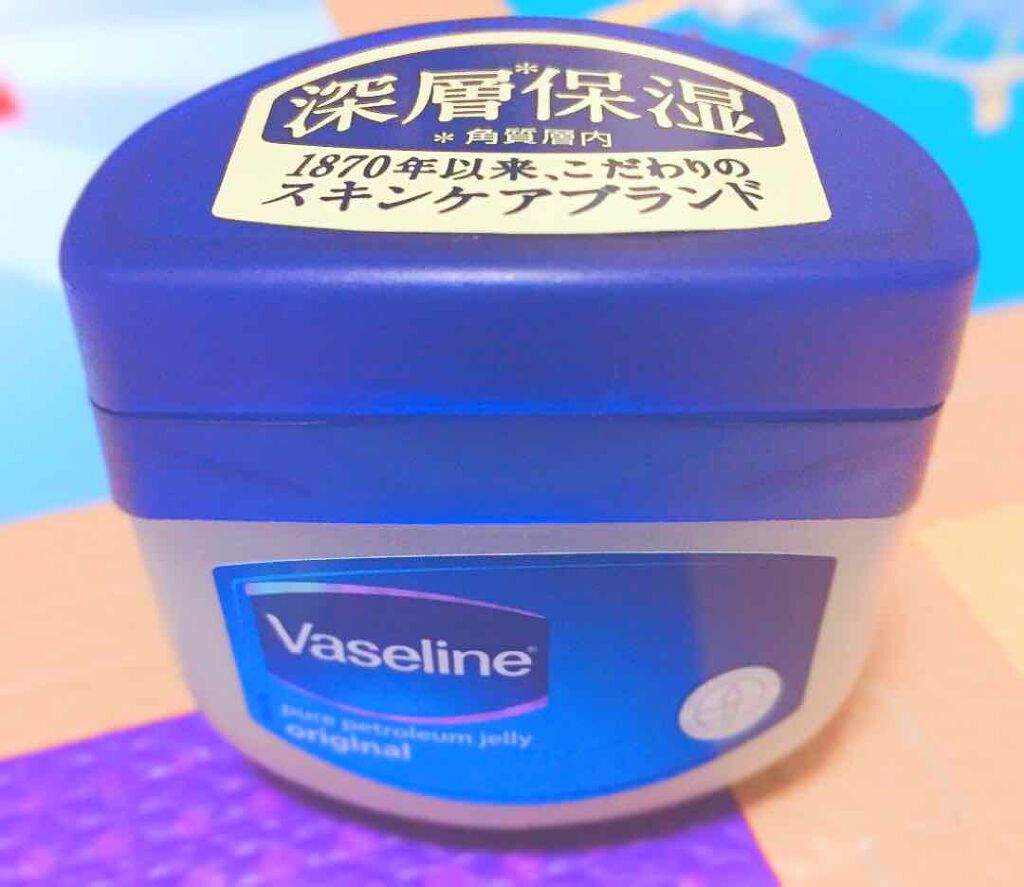 深層*保湿
*角質層内
1870年以来、こだわりの
スキンケアブランド
Vaseline®
pure petroleum jelly
original